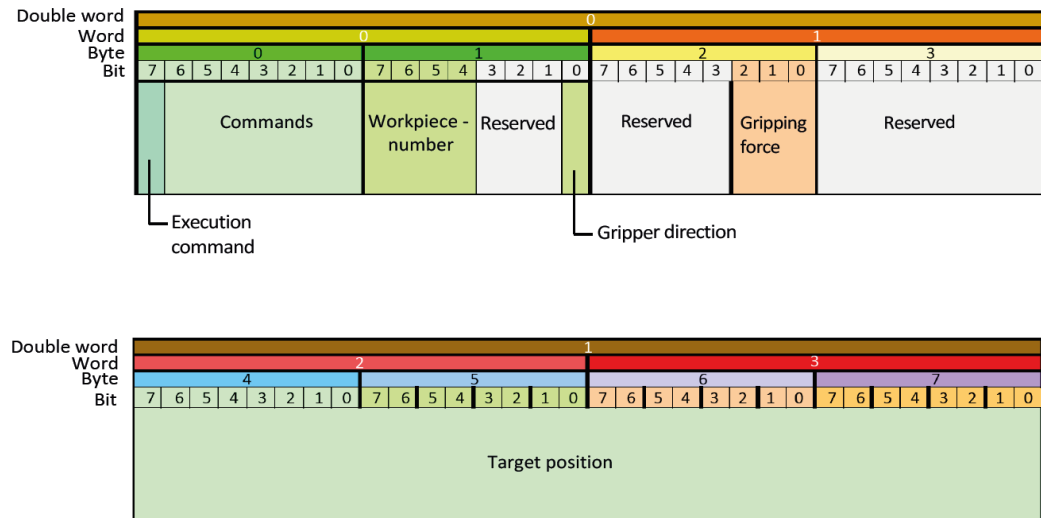 Double word 0
Word 0 1
Byte 0 1 2 3
Bit 7 6 5 4 3 2 1 0 7 6 5 4 3 2 1 0 7 6 5 4 3 2 1 0 7 6 5 4 3 2 1 0
Commands Workpiece - Reserved Reserved Gripping Reserved
number force
Execution Gripper direction
command
Double word 1
Word 2 3
Byte 4 5 6 7
Bit 7 6 5 4 3 2 1 0 7 6 5 4 3 2 1 0 7 6 5 4 3 2 1 0 7 6 5 4 3 2 1 0
Target position